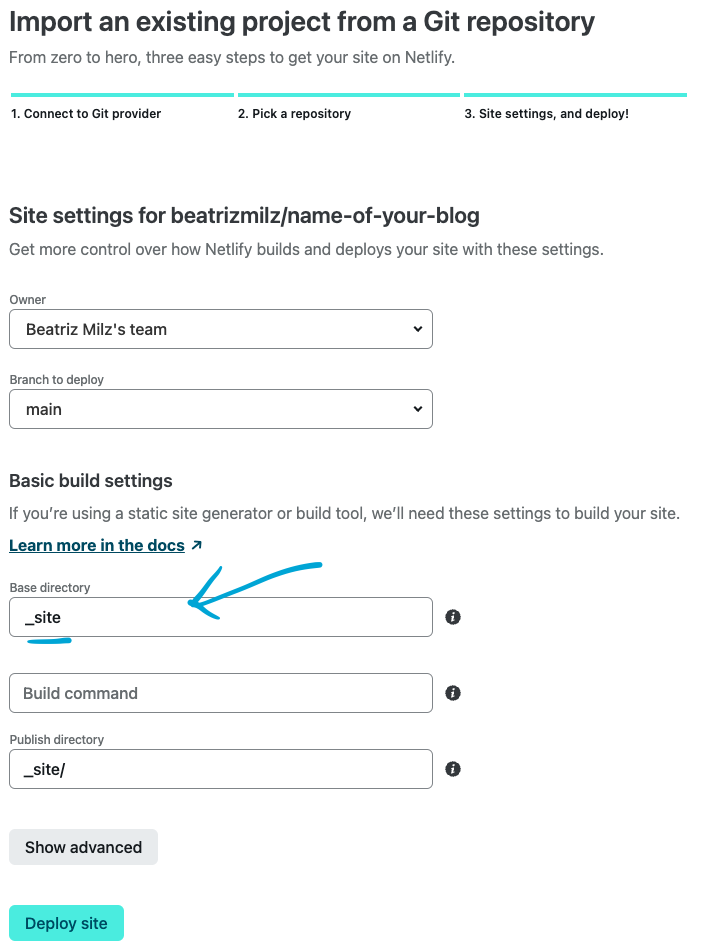 Import an existing project from a Git repository
From zero to hero, three easy steps to get your site on Netlify.
1. Connect to Git provider
2. Pick a repository
3. Site settings, and deploy!
Site settings for beatrizmilz/name-of-your-blog
Get more control over how Netlify builds and deploys your site with these settings.
Owner
Beatriz Milz's team
Branch to deploy
main
Basic build settings
If you’re using a static site generator or build tool, we’ll need these settings to build your site.
Learn more in the docs ↗
Base directory
_site
Build command
Publish directory
_site/
Show advanced
Deploy site